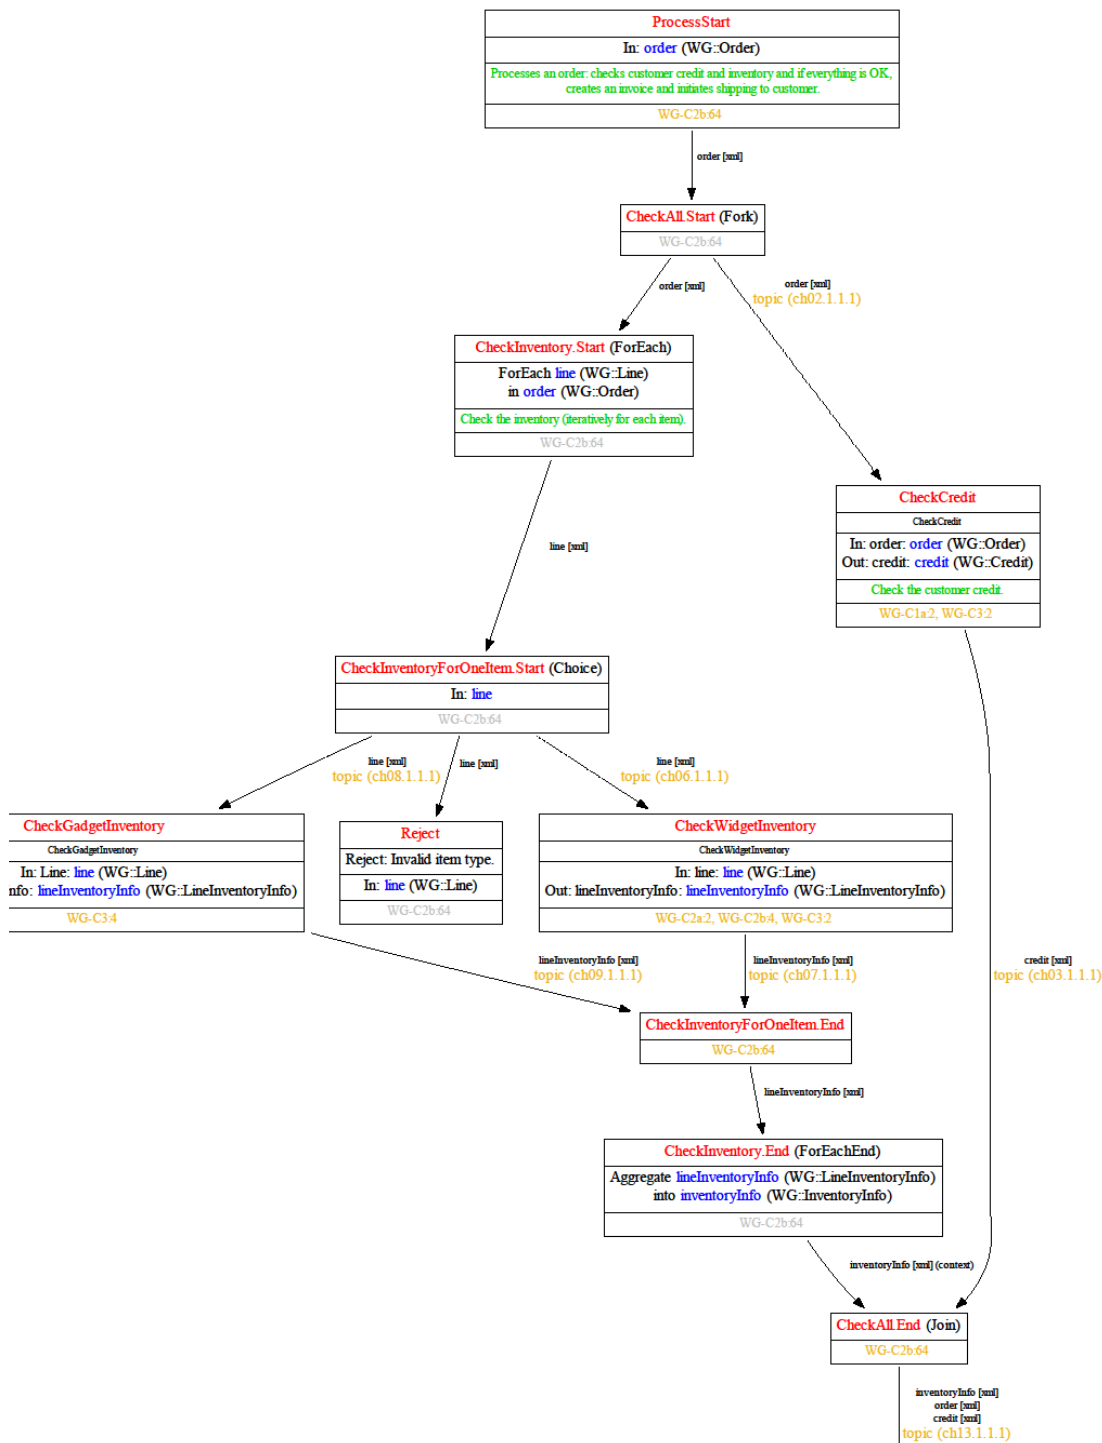 ProcessStart
In: order (WG::Order)
Processes an order: checks customer credit and inventory and if everything is OK,
creates an invoice and initiates shipping to customer.
WG-C2b:64
order [xml]
CheckAll.Start (Fork)
WG-C2b:64
order [xml]
order [xml]
topic (ch02.1.1.1)
CheckInventory.Start (ForEach)
ForEach line (WG::Line)
in order (WG::Order)
Check the inventory (iteratively for each item).
WG-C2b:64
CheckCredit
CheckCredit
In: order: order (WG::Order)
Out: credit: credit (WG::Credit)
Check the customer credit.
WG-C1a:2, WG-C3:2
line [xml]
CheckInventoryForOneItem.Start (Choice)
In: line
WG-C2b:64
line [xml]
topic (ch08.1.1.1)
line [xml]
line [xml]
topic (ch06.1.1.1)
CheckGadgetInventory
CheckGadgetInventory
In: Line: line (WG::Line)
nfo: lineInventoryInfo (WG::LineInventoryInfo)
WG-C3:4
Reject
Reject: Invalid item type.
In: line (WG::Line)
WG-C2b:64
CheckWidgetInventory
CheckWidgetInventory
In: line: line (WG::Line)
Out: lineInventoryInfo: lineInventoryInfo (WG::LineInventoryInfo)
WG-C2a:2, WG-C2b:4, WG-C3:2
lineInventoryInfo [xml]
topic (ch09.1.1.1)
lineInventoryInfo [xml]
topic (ch07.1.1.1)
credit [xml]
topic (ch03.1.1.1)
CheckInventoryForOneItem.End
WG-C2b:64
lineInventoryInfo [xml]
CheckInventory.End (ForEachEnd)
Aggregate lineInventoryInfo (WG::LineInventoryInfo)
into inventoryInfo (WG::InventoryInfo)
WG-C2b:64
inventoryInfo [xml] (context)
CheckAll.End (Join)
WG-C2b:64
inventoryInfo [xml]
order [xml]
credit [xml]
topic (ch13.1.1.1)